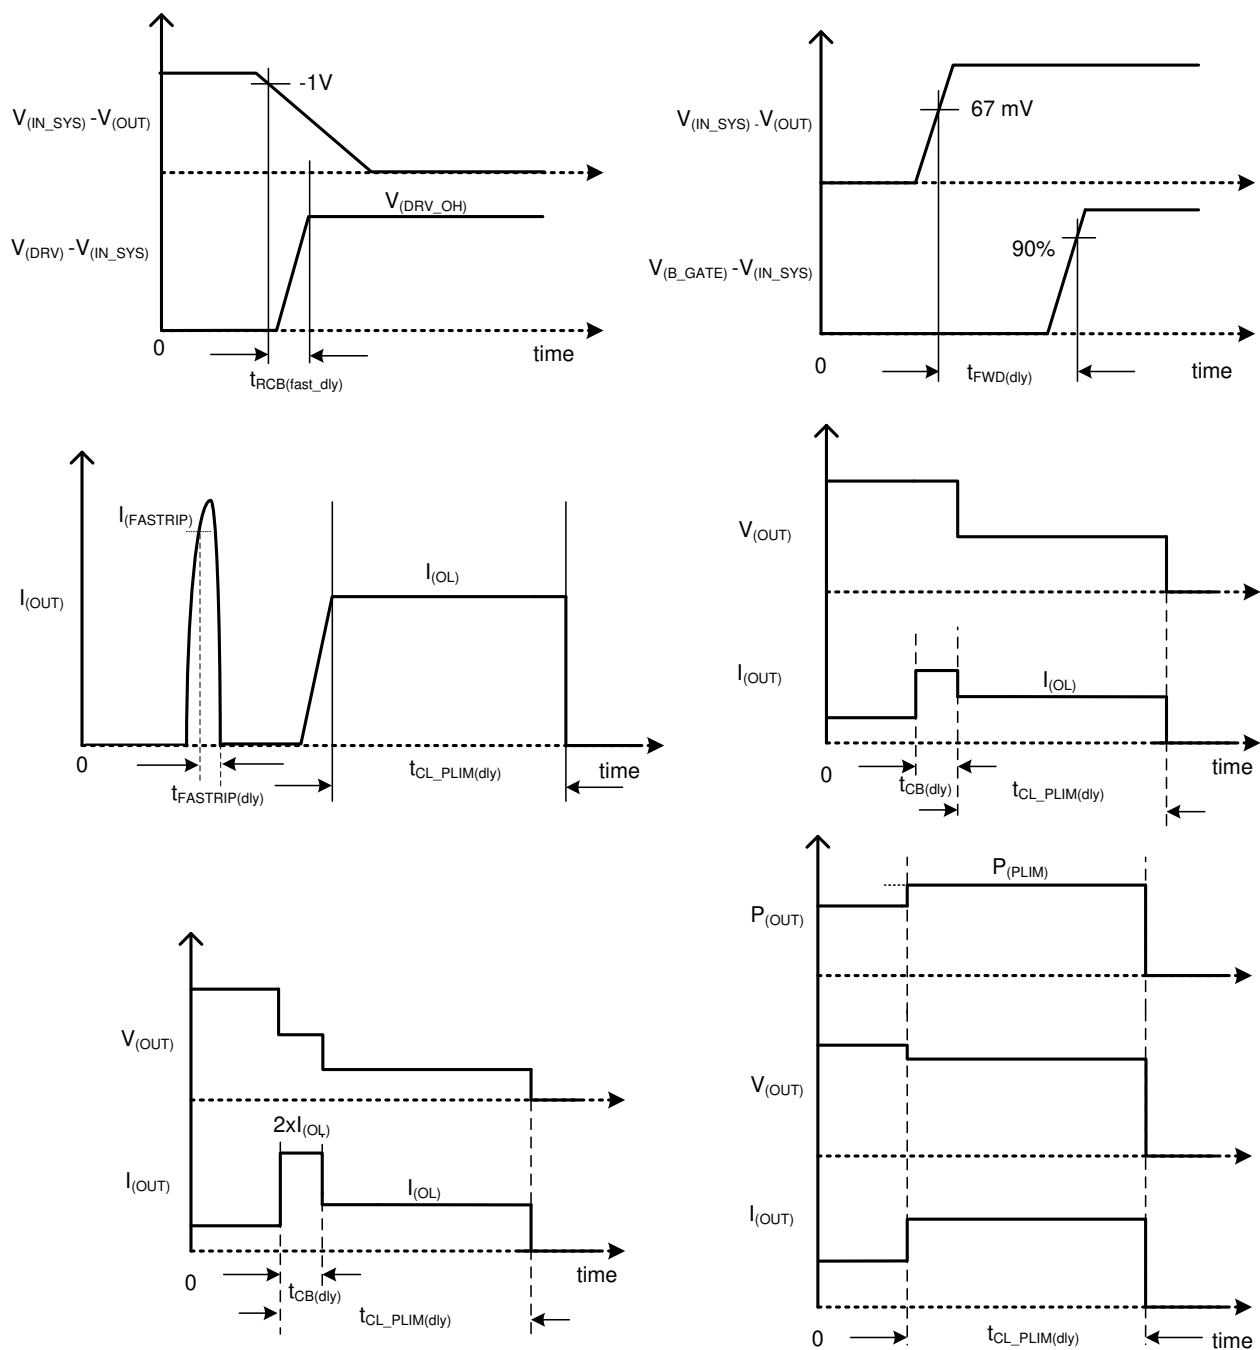 -1V
V(IN_SYS) -V(OUT)
V(DRV_OH)
V(DRV) -V(IN_SYS)
0
time
tRCB(fast_dly)
V(IN_SYS) -V(OUT)
67 mV
90%
V(B_GATE) -V(IN_SYS)
0
tFWD(dly)
time
I(FASTRIP)
I(OUT)
I(OL)
0
tFASTRIP(dly)
tCL_PLIM(dly)
time
V(OUT)
I(OUT)
I(OL)
0
tCB(dly)
tCL_PLIM(dly)
time
V(OUT)
2xI(OL)
I(OUT)
I(OL)
0
tCB(dly)
time
tCL_PLIM(dly)
P(PLIM)
P(OUT)
V(OUT)
I(OUT)
0
tCL_PLIM(dly)
time